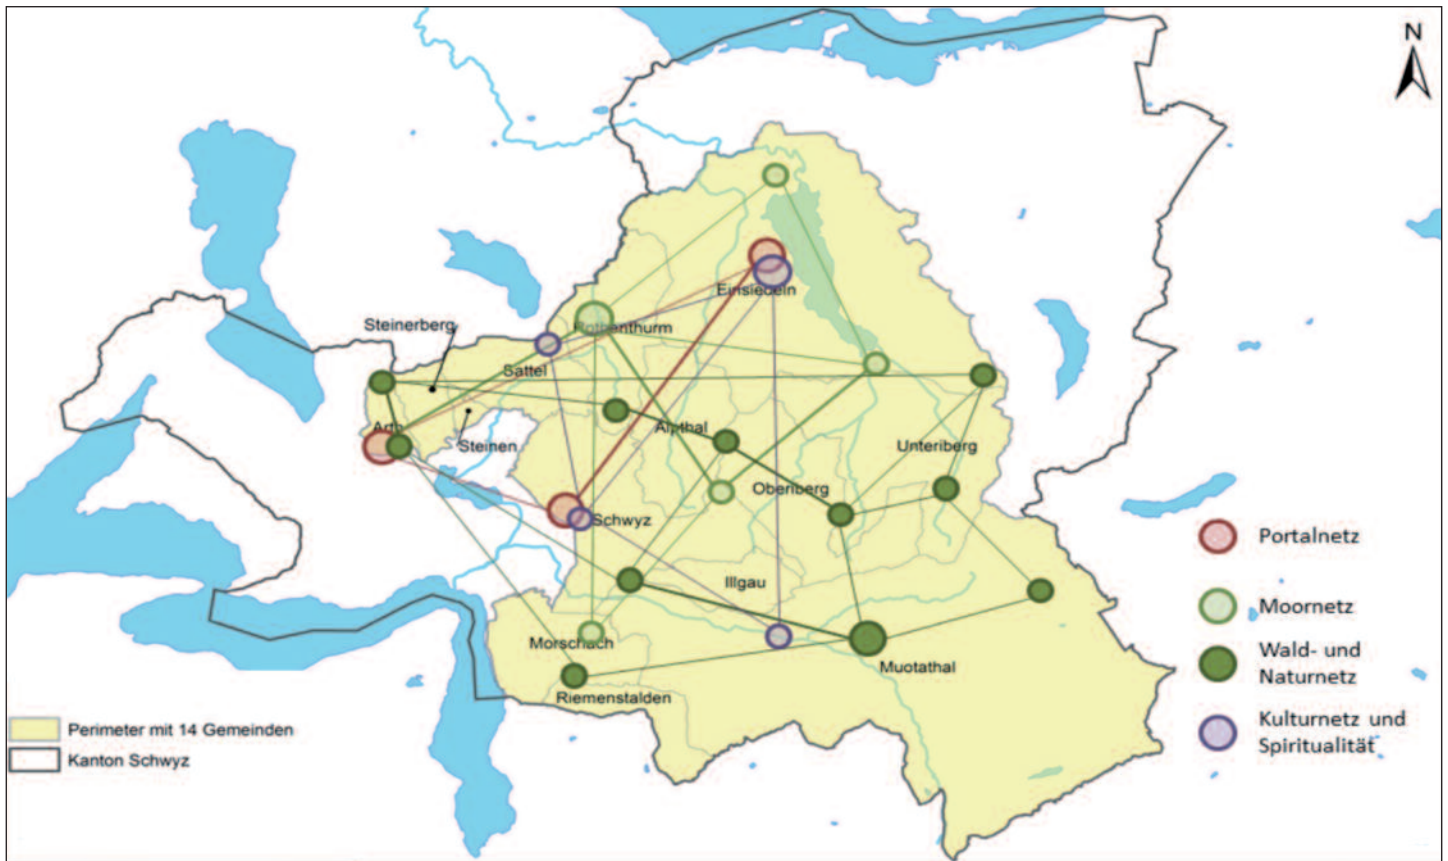 N
Einsiedeln
Steinerberg
Rothenthurm
Sattel
Arth
Steinen
Alpthal
Unteriberg
Oberiberg
Schwyz
Illgau
Morschach
Muotathal
Riemenstalden
Portalnetz
Moornetz
Wald- und
Naturnetz
Kulturnetz und
Spiritualität
Perimeter mit 14 Gemeinden
Kanton Schwyz